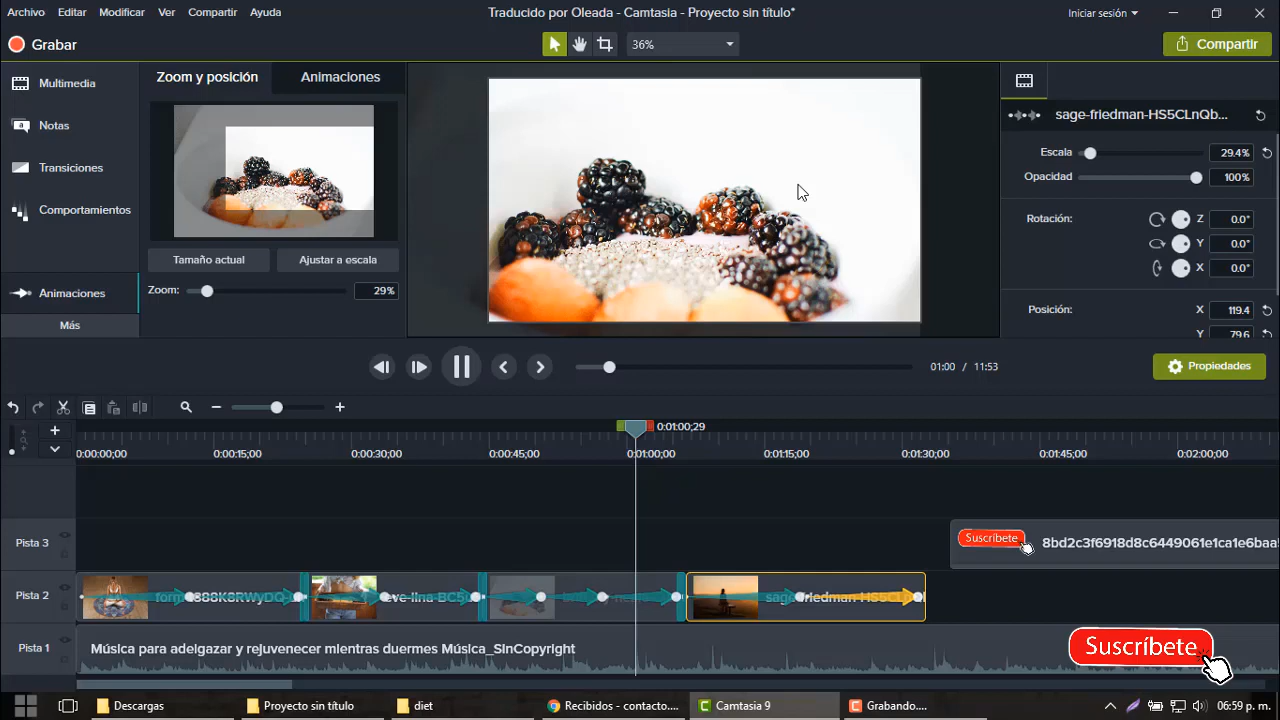 Archivo Editar Modificar Ver Compartir Ayuda
Traducido por Oleada - Camtasia - Proyecto sin título*
Iniciar sesión
Grabar
36%
Compartir
Multimedia
Notas
Transiciones
Comportamientos
Animaciones
Más
Zoom y posición
Animaciones
Tamaño actual
Ajustar a escala
Zoom: 29%
sage-friedman-HS5CLnQb...
Escala 29.4%
Opacidad 100%
Rotación: Z 0.0°
Y 0.0°
X 0.0°
Posición: X 119.4
Y 79.6
01:00 / 11:53
Propiedades
0:01:00;29
0:00:00;00 0:00:15;00 0:00:30;00 0:00:45;00 0:01:00;00 0:01:15;00 0:01:30;00 0:01:45;00 0:02:00;00
Pista 3
Suscríbete
8bd2c3f6918d8c6449061e1ca1e6baa
Pista 2
Pista 1
Música para adelgazar y rejuvenecer mientras duermes Música_SinCopyright
Suscríbete
Descargas
Proyecto sin título
diet
Recibidos - contacto....
Camtasia 9
Grabando....
06:59 p. m.